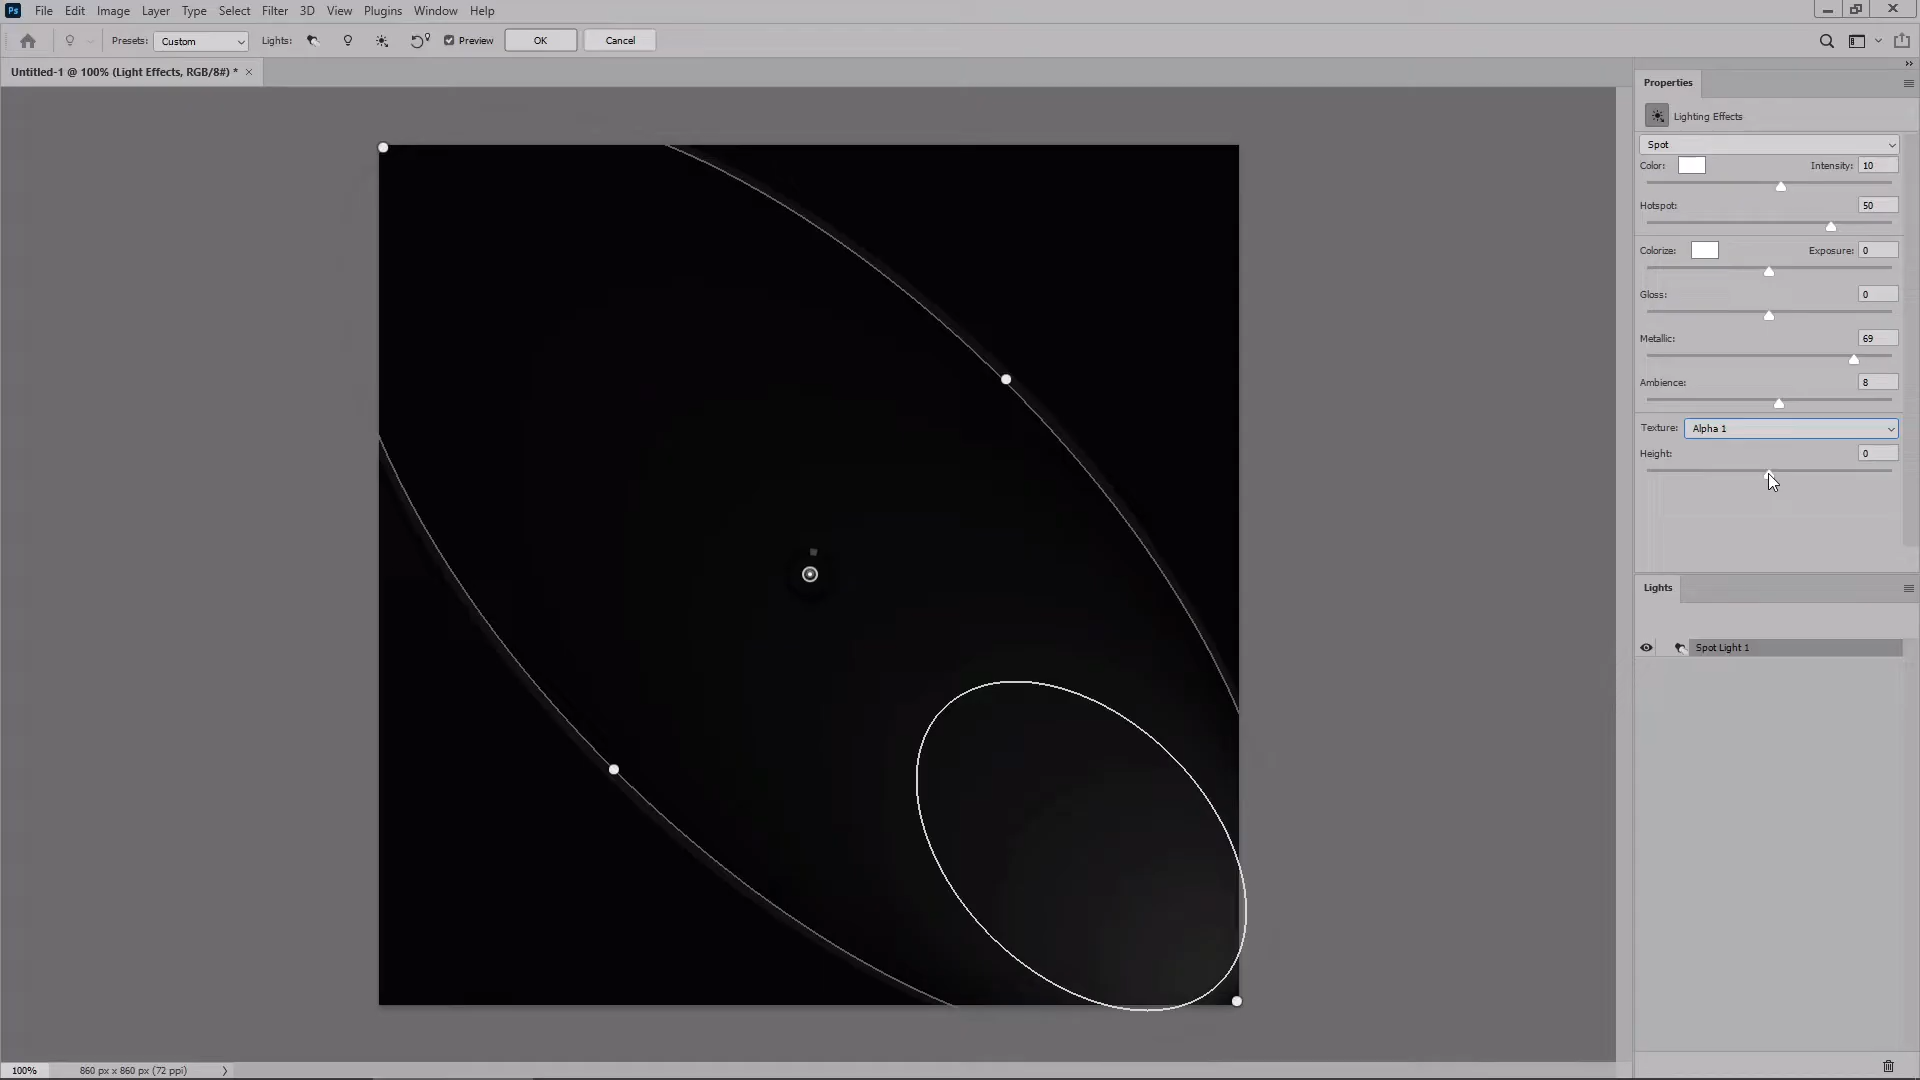 Ps File Edit Image Layer Type Select Filter 3D View Plugins Window Help
Presets: Custom Lights: Preview OK Cancel
Untitled-1 @ 100% (Light Effects, RGB/8#) * ×
Properties
Lighting Effects
Spot
Color: Intensity: 10
Hotspot: 50
Colorize: Exposure: 0
Gloss: 0
Metallic: 69
Ambience: 8
Texture: Alpha 1
Height: 0
Lights
Spot Light 1
100% 860 px x 860 px (72 ppi)